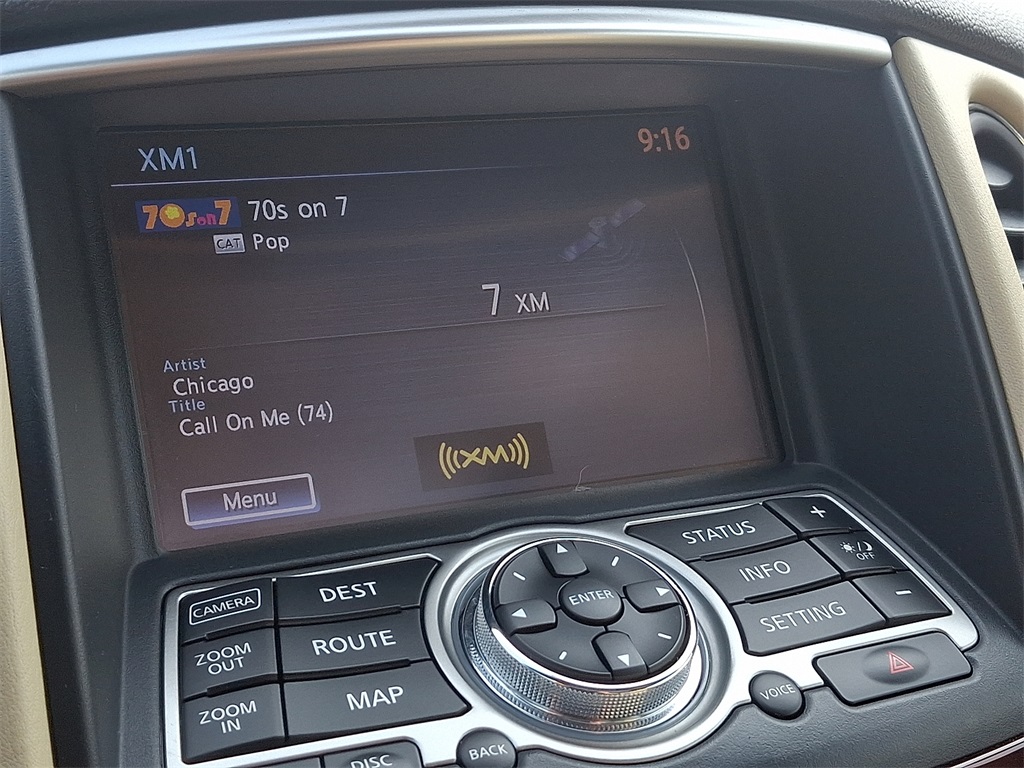 XM1
9:16
70s on 7 70s on 7
CAT Pop
7 XM
Artist
Chicago
Title
Call On Me (74)
((XM))
Menu
CAMERA
DEST
ZOOM
OUT
ROUTE
ZOOM
IN
MAP
DISC
BACK
ENTER
STATUS
+
INFO
OFF
SETTING
-
VOICE